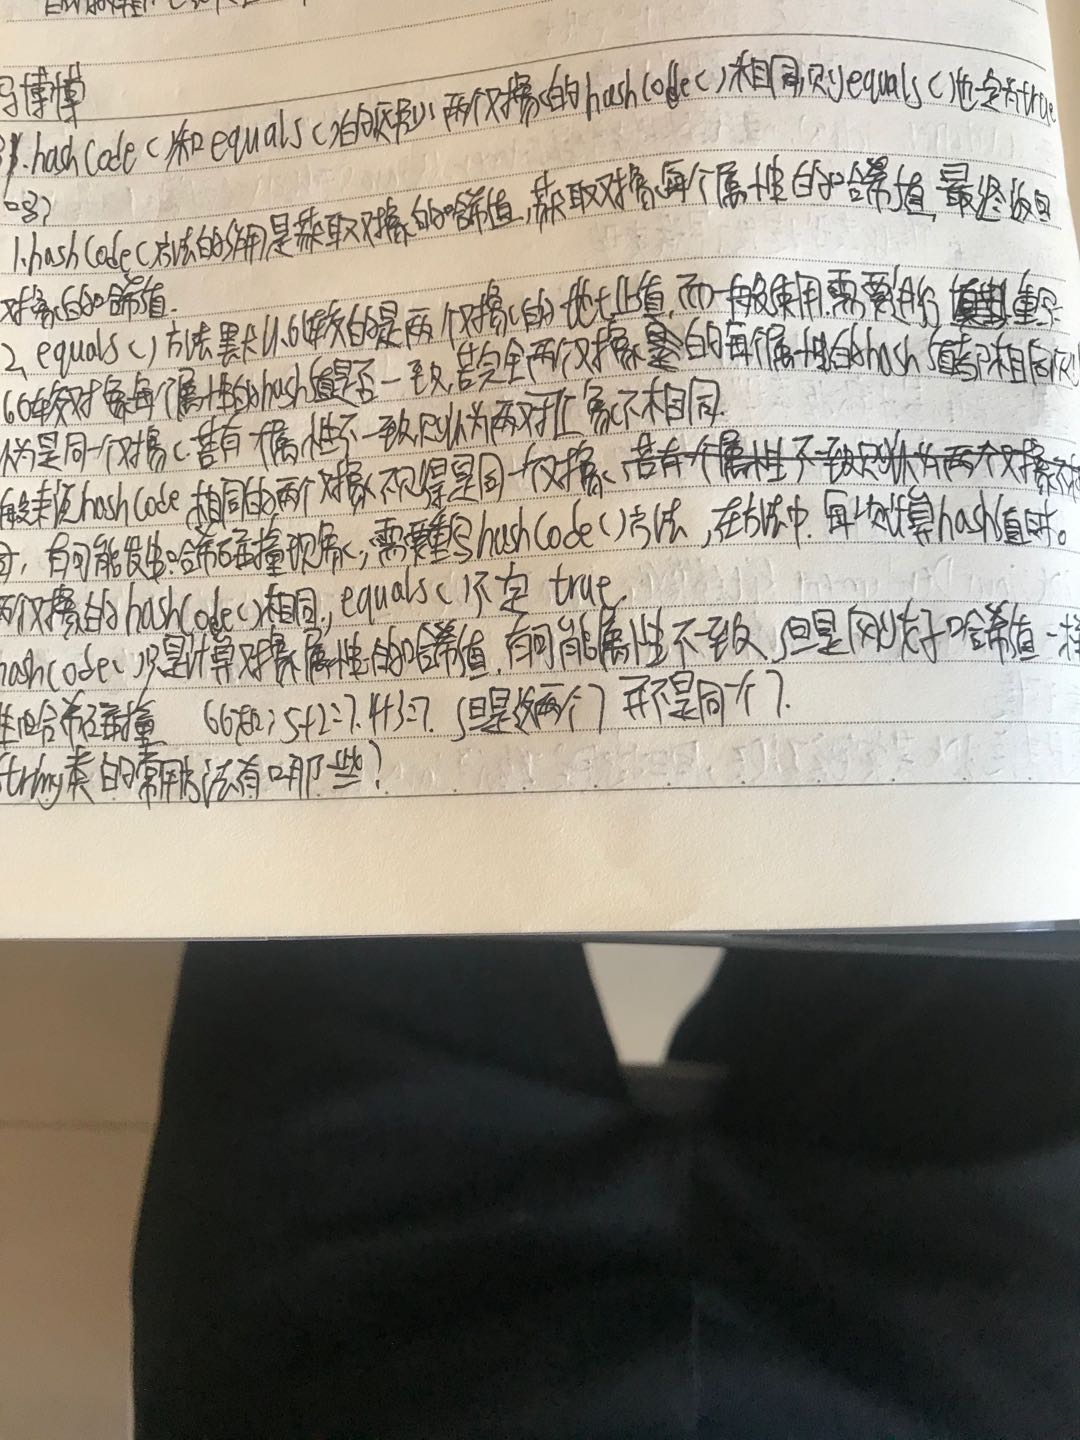 马博博
.hashCode()和equals()的区别；两个对象的hashCode()相同,则equals()也一定为true
吗?
1.hashCode()方法的作用是获取对象的哈希值,获取对象每个属性的哈希值,最终返回
对象的哈希值.
2.equals()方法默认比较的是两个对象的地址值,而一般使用需要进行重写
比较对象每个属性的hash值是否一致,若完全两个对象的每个属性的hash值都相同则
认为是同一个对象.若有一个属性不一致,则认为两对象不相同.
般来说hashCode相同的两个对象不见得是同一个对象,若有一个属性不一致则认为两个对象不相
有可能发生哈希碰撞现象,需要重写hashCode()方法,在方法中.每次计算hash值时。
两个对象的hashCode()相同,equals()不一定true.
hashcode()只是计算对象属性的哈希值,有可能属性不一致,但是刚好哈希值一样
哈希碰撞 比如:5+2=7.4+3=7.但是这两个7并不是同一个7.
String类的常用方法有哪些?